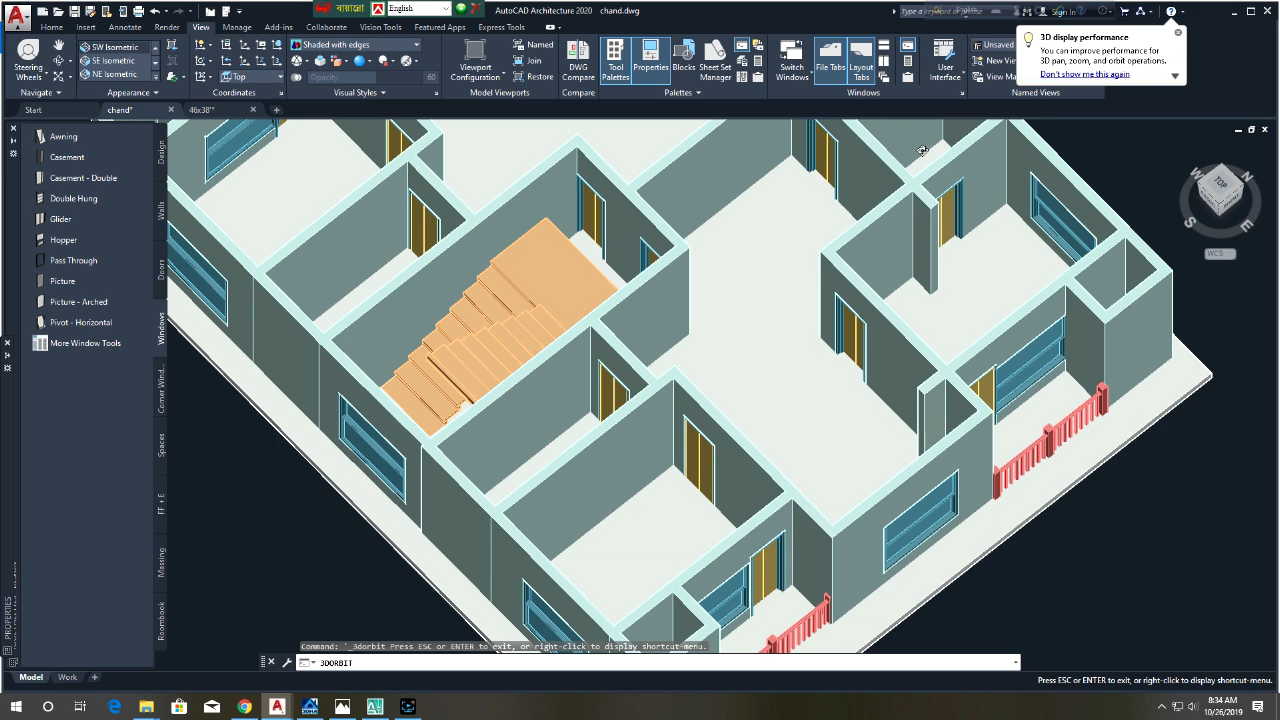 বায়ান্নো
English
AutoCAD Architecture 2020 chand.dwg
Type a keyword or phrase
Sign In
Home Insert Annotate Render View Manage Add-ins Collaborate Vision Tools Featured Apps Express Tools
Steering
Wheels
SW Isometric
SE Isometric
NE Isometric
Top
Shaded with edges
Opacity 60
Viewport
Configuration
Named
Join
Restore
DWG
Compare
Tool
Palettes
Properties
Blocks
Sheet Set
Manager
Switch
Windows
File Tabs
Layout
Tabs
User
Interface
Unsaved
New View
View Ma
Navigate Appearance Coordinates Visual Styles Model Viewports Compare Palettes Windows Named Views
3D display performance
You can improve performance for
3D pan, zoom, and orbit operations.
Don't show me this again
Start chand* 46x38'*
Awning
Casement
Casement - Double
Double Hung
Glider
Hopper
Pass Through
Picture
Picture - Arched
Pivot - Horizontal
More Window Tools
Design
Walls
Doors
Windows
Corner Wind...
Spaces
FF + E
Massing
Roombook
PROPERTIES
TOP
N
S
E
WCS
Command: '_3dorbit Press ESC or ENTER to exit, or right-click to display shortcut-menu.
3DORBIT
Model Work +
Press ESC or ENTER to exit, or right-click to display shortcut-menu.
8:34 AM
10/26/2019